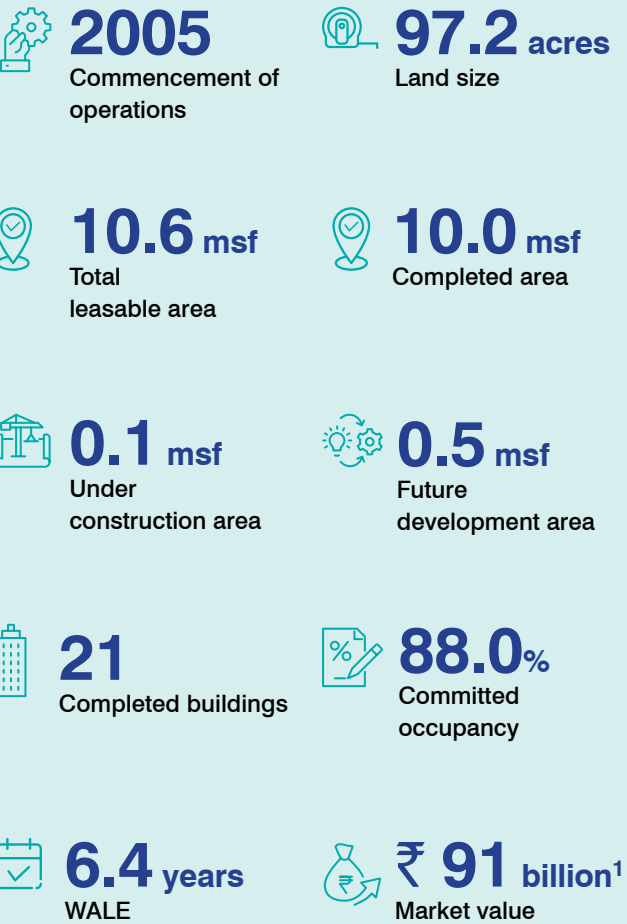 2005
Commencement of
operations
97.2 acres
Land size
10.6 msf
Total
leasable area
10.0 msf
Completed area
0.1 msf
Under
construction area
0.5 msf
Future
development area
21
Completed buildings
%
88.0%
Committed
occupancy
6.4 years
WALE
₹
₹ 91 billion¹
Market value